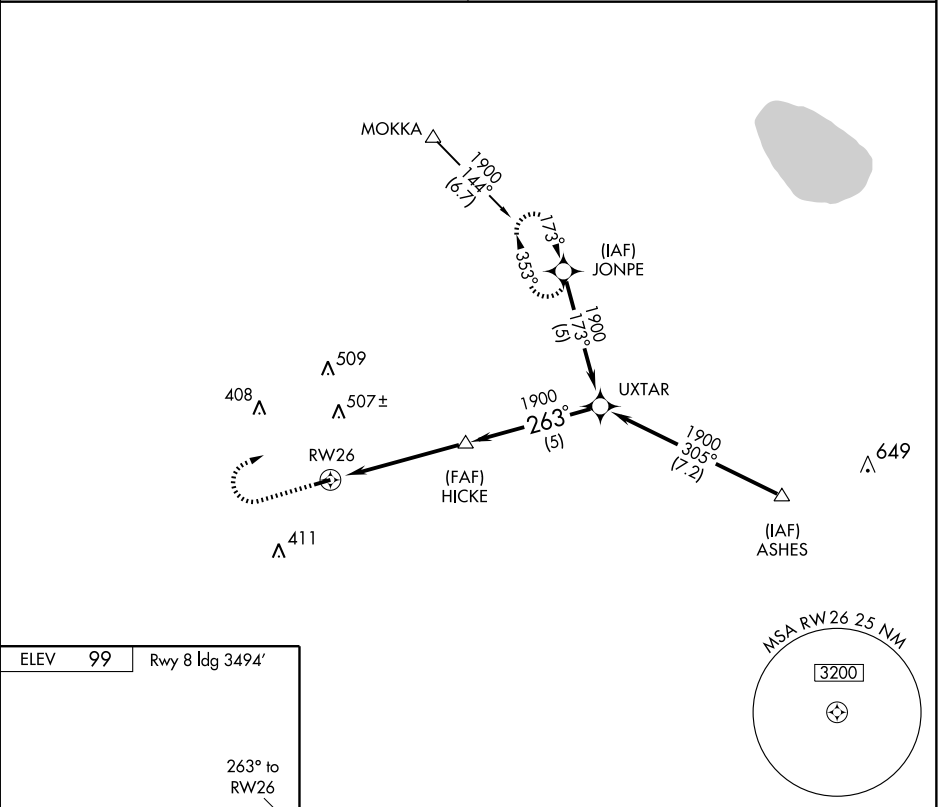 MOKKA
1900
144°
(6.7)
173°
353°
(IAF)
JONPE
1900
173°
(5)
509
408
507±
UXTAR
1900
263°
(5)
RW26
(FAF)
HICKE
1900
305°
(7.2)
649
411
(IAF)
ASHES
MSA RW 26 25 NM
3200
ELEV 99 Rwy 8 ldg 3494'
263° to
RW26